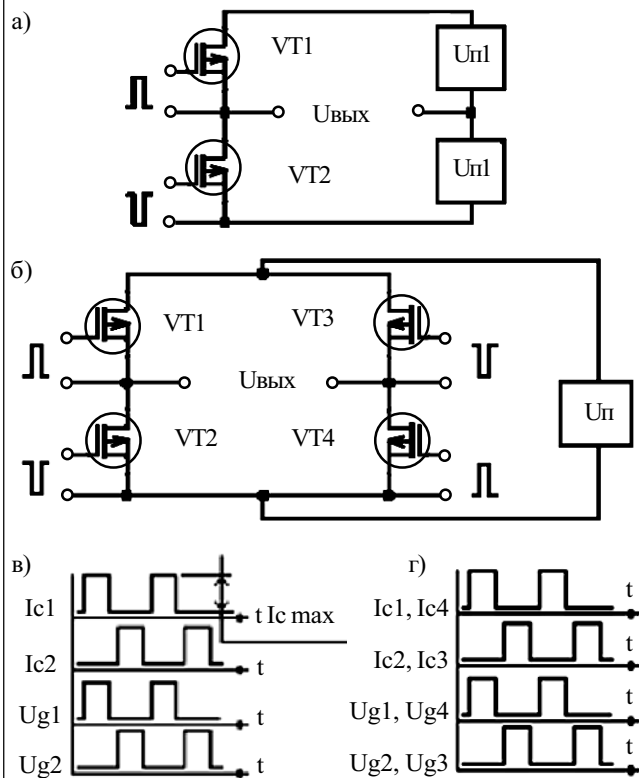 а)
VT1
Uп1
Uвых
VT2
Uп1
б)
VT1
VT3
Uвых
Uп
VT2
VT4
в)
г)
Ic1
t Ic max
Ic2
t
Ug1
t
Ug2
t
Ic1, Ic4
t
Ic2, Ic3
t
Ug1, Ug4
t
Ug2, Ug3
t